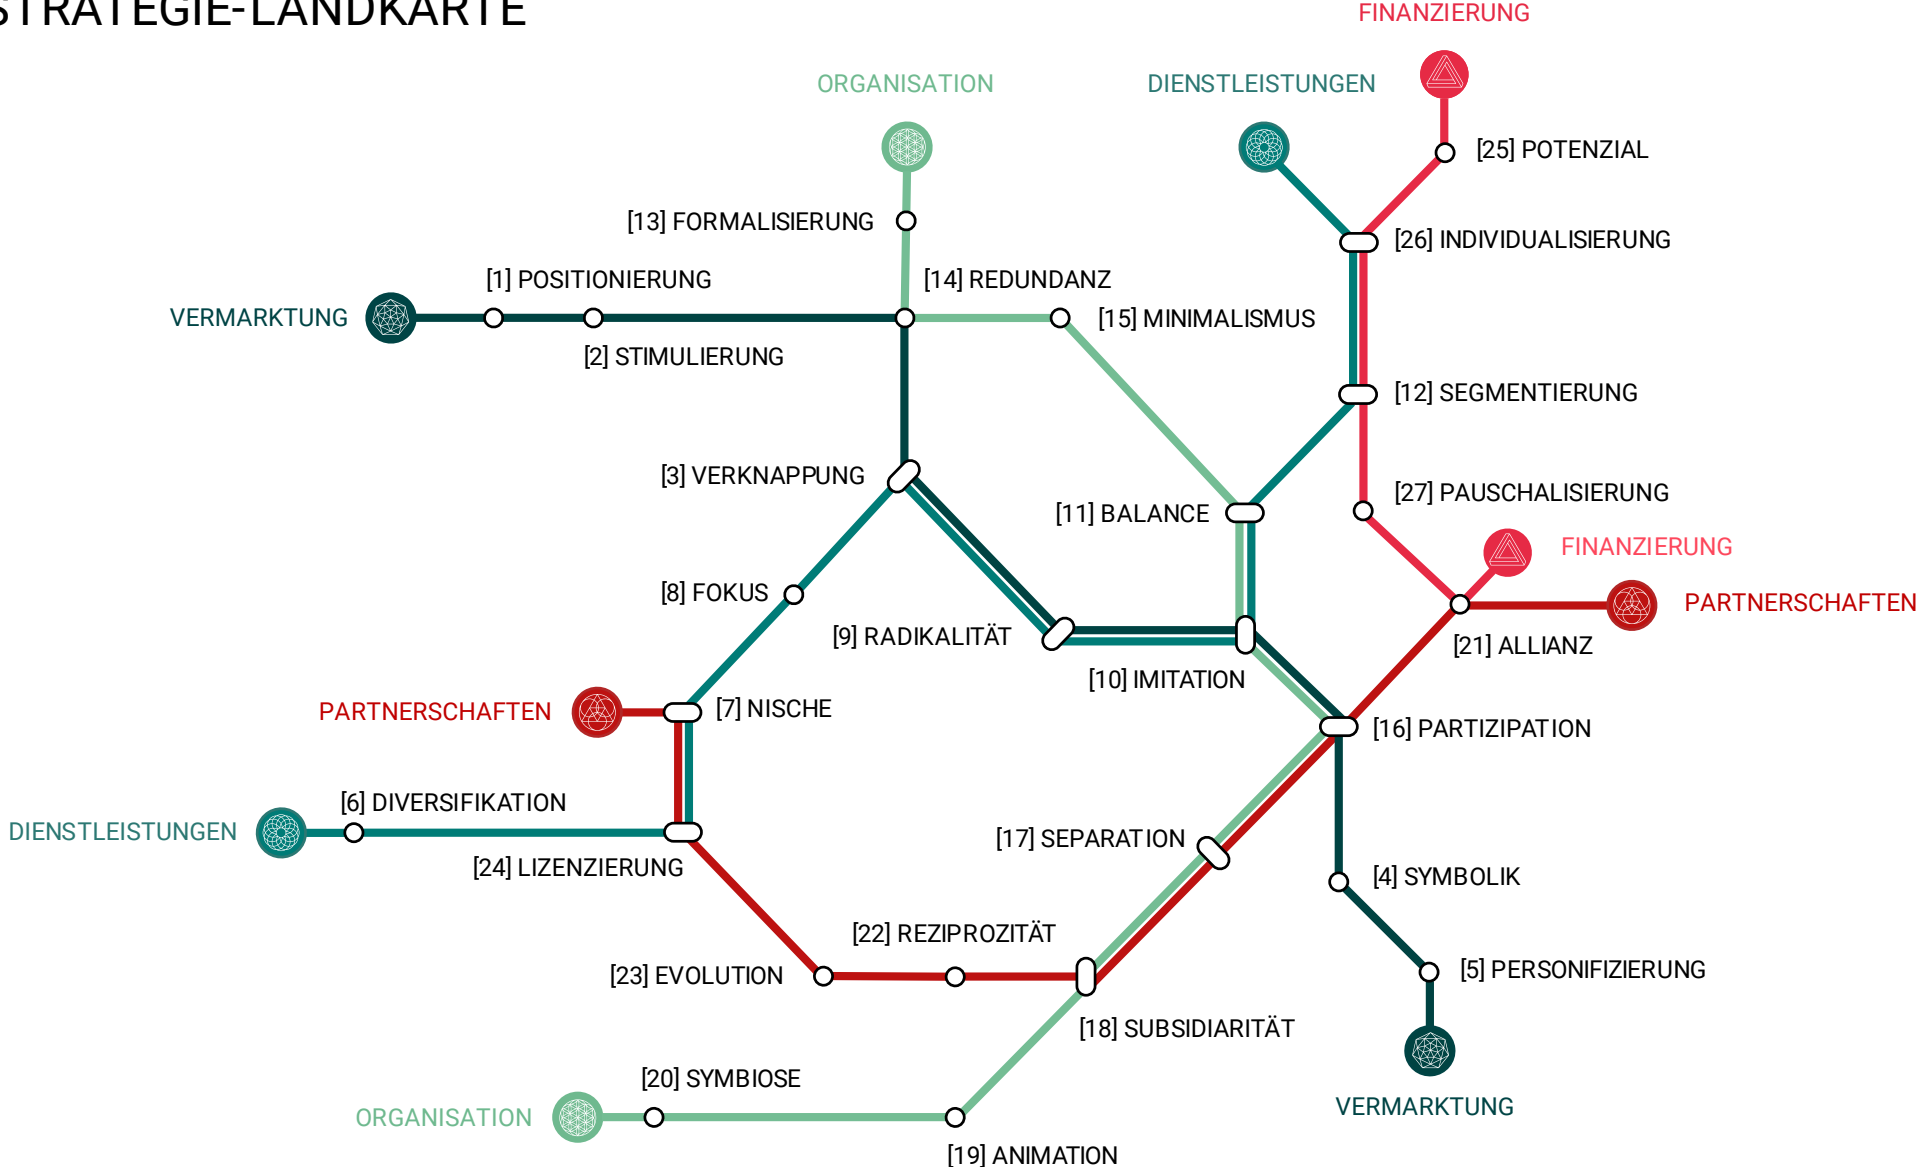 STRATEGIE-LANDKARTE
FINANZIERUNG
ORGANISATION
DIENSTLEISTUNGEN
[25] POTENZIAL
[13] FORMALISIERUNG
[26] INDIVIDUALISIERUNG
[1] POSITIONIERUNG
[14] REDUNDANZ
VERMARKTUNG
[15] MINIMALISMUS
[2] STIMULIERUNG
[12] SEGMENTIERUNG
[3] VERKNAPPUNG
[27] PAUSCHALISIERUNG
[11] BALANCE
FINANZIERUNG
[8] FOKUS
PARTNERSCHAFTEN
[9] RADIKALITÄT
[21] ALLIANZ
[10] IMITATION
PARTNERSCHAFTEN
[7] NISCHE
[16] PARTIZIPATION
[6] DIVERSIFIKATION
DIENSTLEISTUNGEN
[17] SEPARATION
[24] LIZENZIERUNG
[4] SYMBOLIK
[22] REZIPROZITÄT
[23] EVOLUTION
[5] PERSONIFIZIERUNG
[18] SUBSIDIARITÄT
[20] SYMBIOSE
VERMARKTUNG
ORGANISATION
[19] ANIMATION